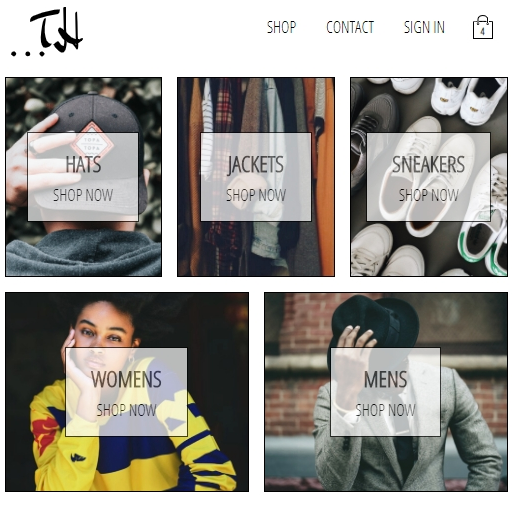 TH...
SHOP
CONTACT
SIGN IN
4
HATS
SHOP NOW
JACKETS
SHOP NOW
SNEAKERS
SHOP NOW
WOMENS
SHOP NOW
MENS
SHOP NOW